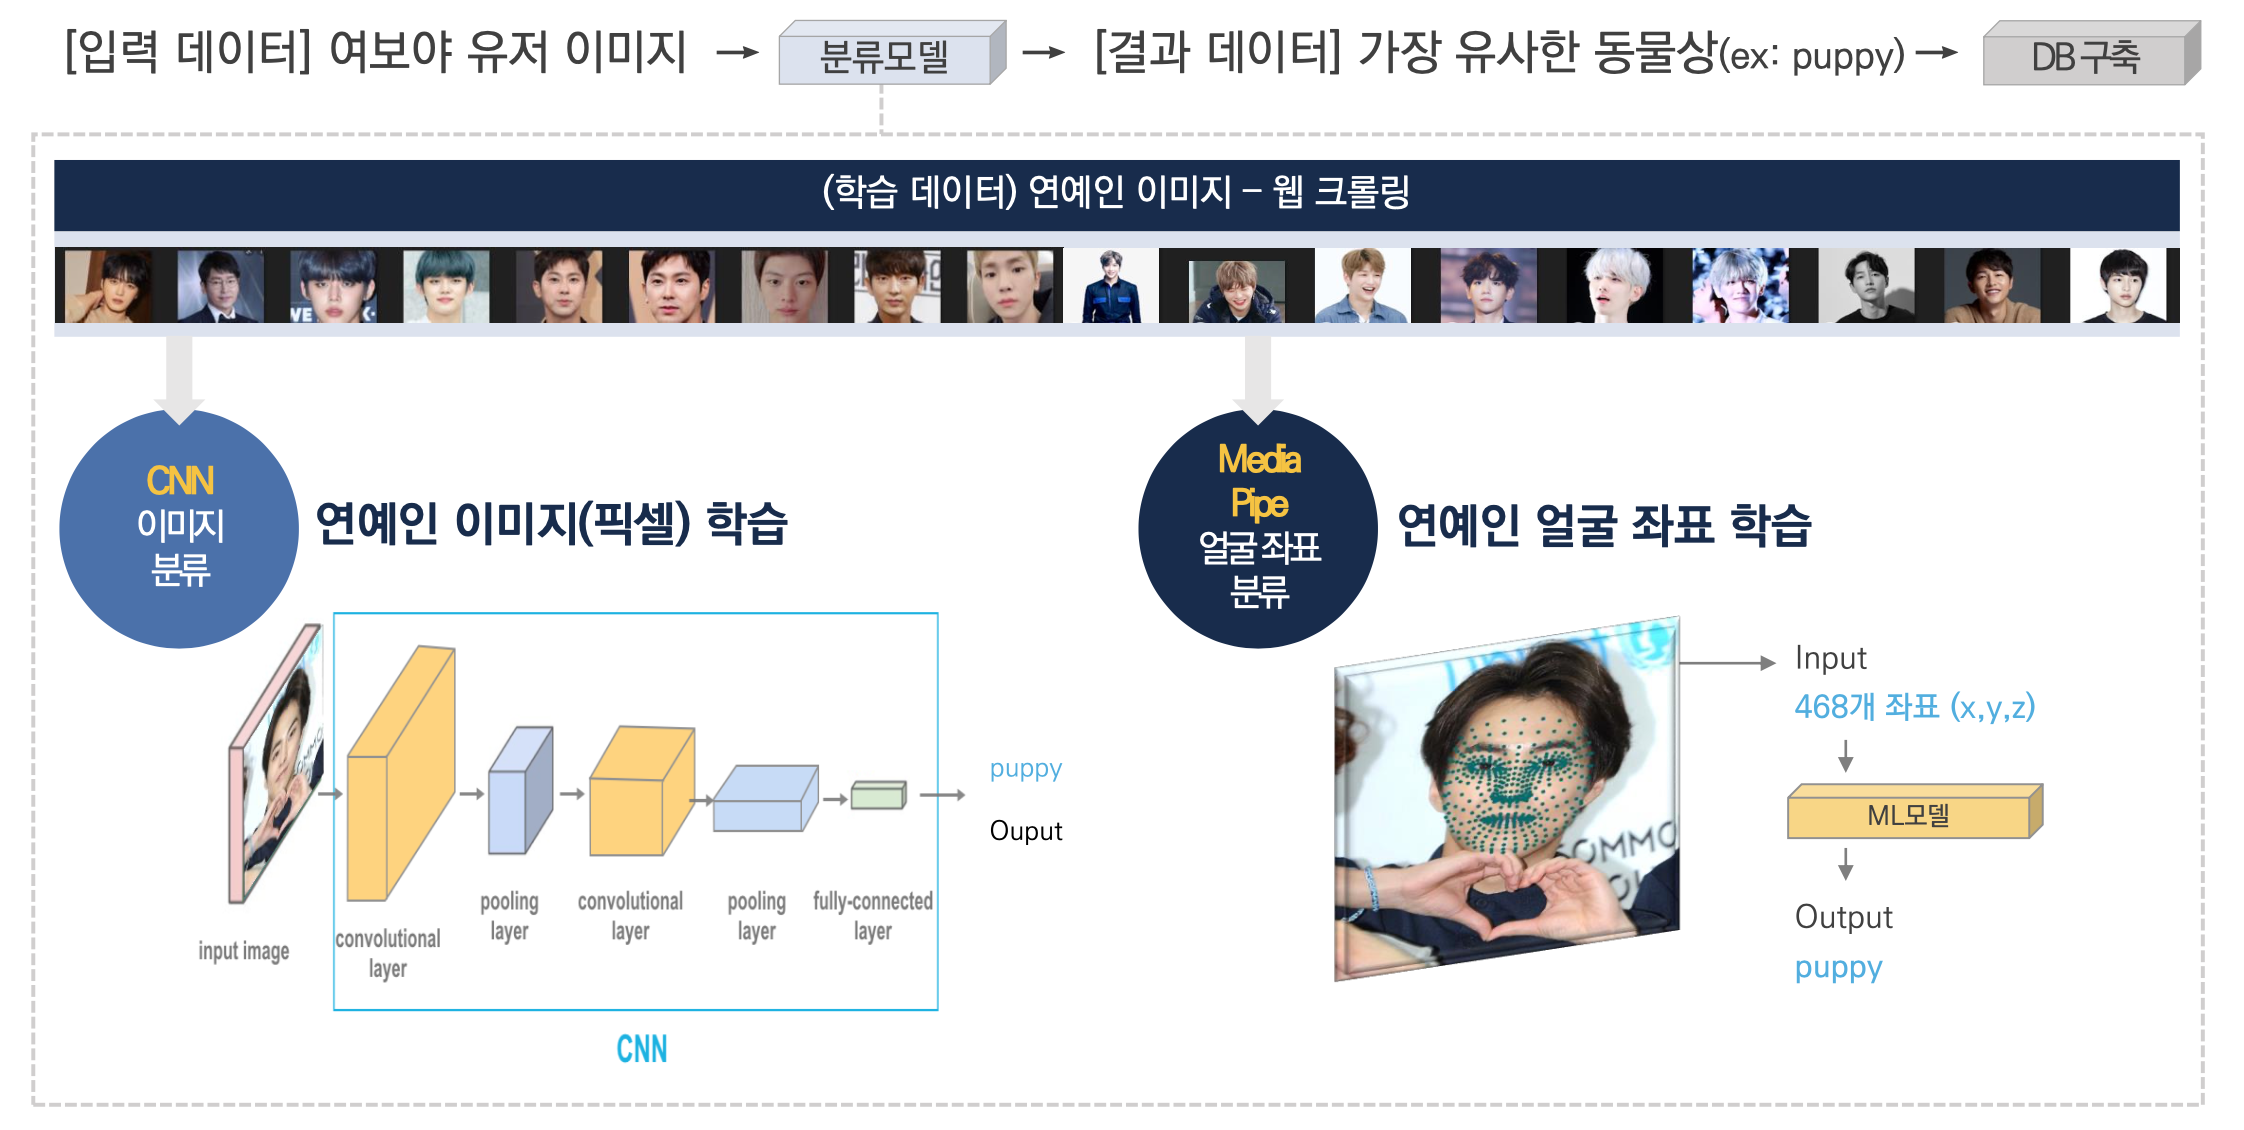 [입력 데이터] 여보야 유저 이미지 → 분류모델 → [결과 데이터] 가장 유사한 동물상(ex: puppy) → DB구축
(학습 데이터) 연예인 이미지 – 웹 크롤링
CNN
이미지
분류
연예인 이미지(픽셀) 학습
Media
Pipe
얼굴 좌표
분류
연예인 얼굴 좌표 학습
input image
convolutional
layer
pooling
layer
convolutional
layer
pooling
layer
fully-connected
layer
puppy
Ouput
CNN
Input
468개 좌표 (x,y,z)
ML모델
Output
puppy